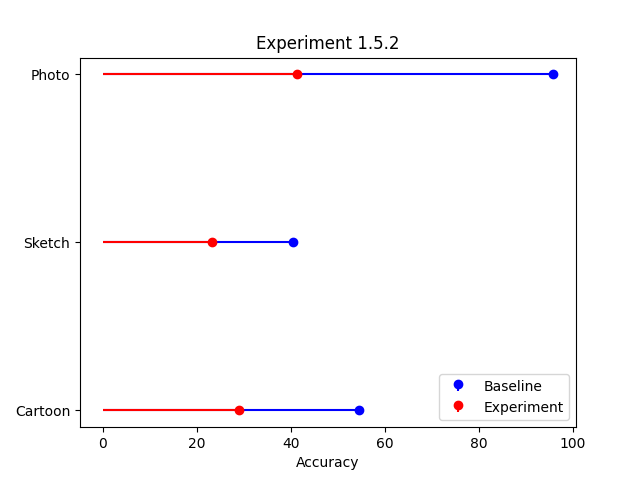 Experiment 1.5.2
Photo
Sketch
Cartoon
Baseline
Experiment
0 20 40 60 80 100
Accuracy